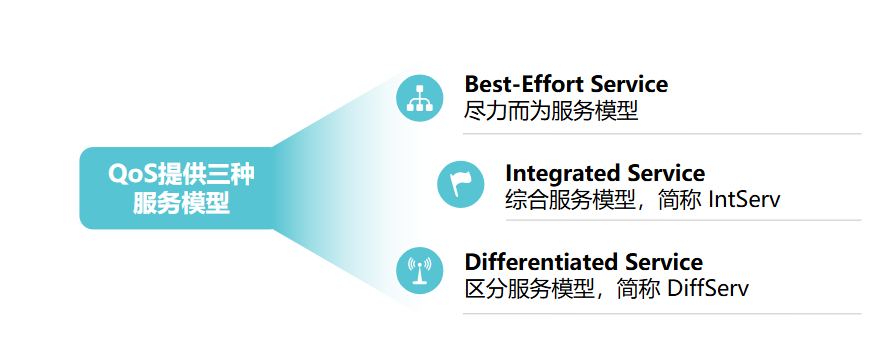 QoS提供三种
服务模型
Best-Effort Service
尽力而为服务模型
Integrated Service
综合服务模型，简称 IntServ
Differentiated Service
区分服务模型，简称 DiffServ